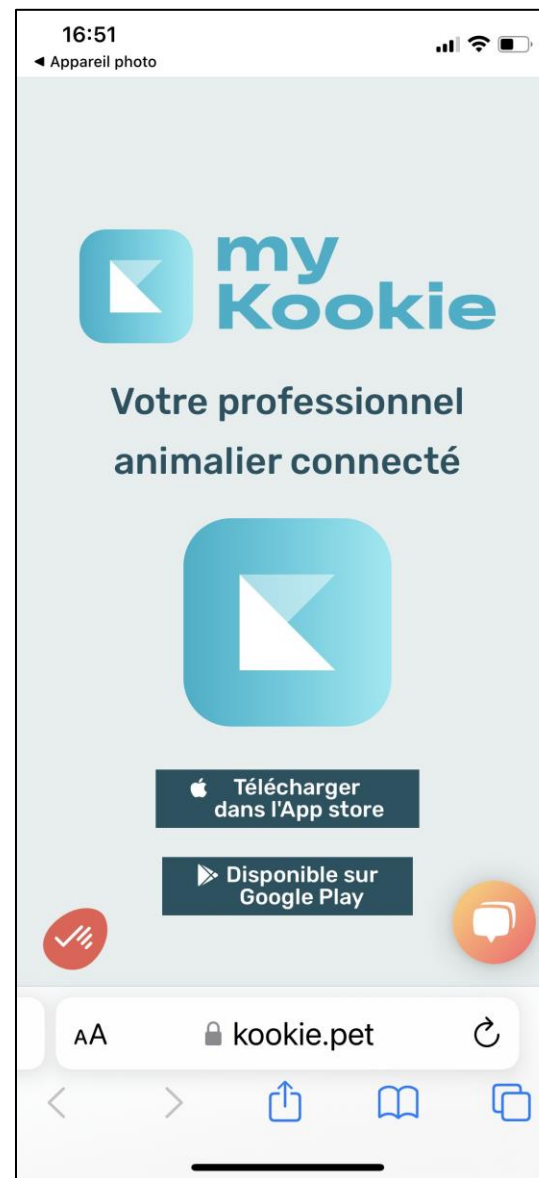 16:51
◀ Appareil photo
my
Kookie
Votre professionnel
animalier connecté
Télécharger
dans l'App store
Disponible sur
Google Play
AA
kookie.pet